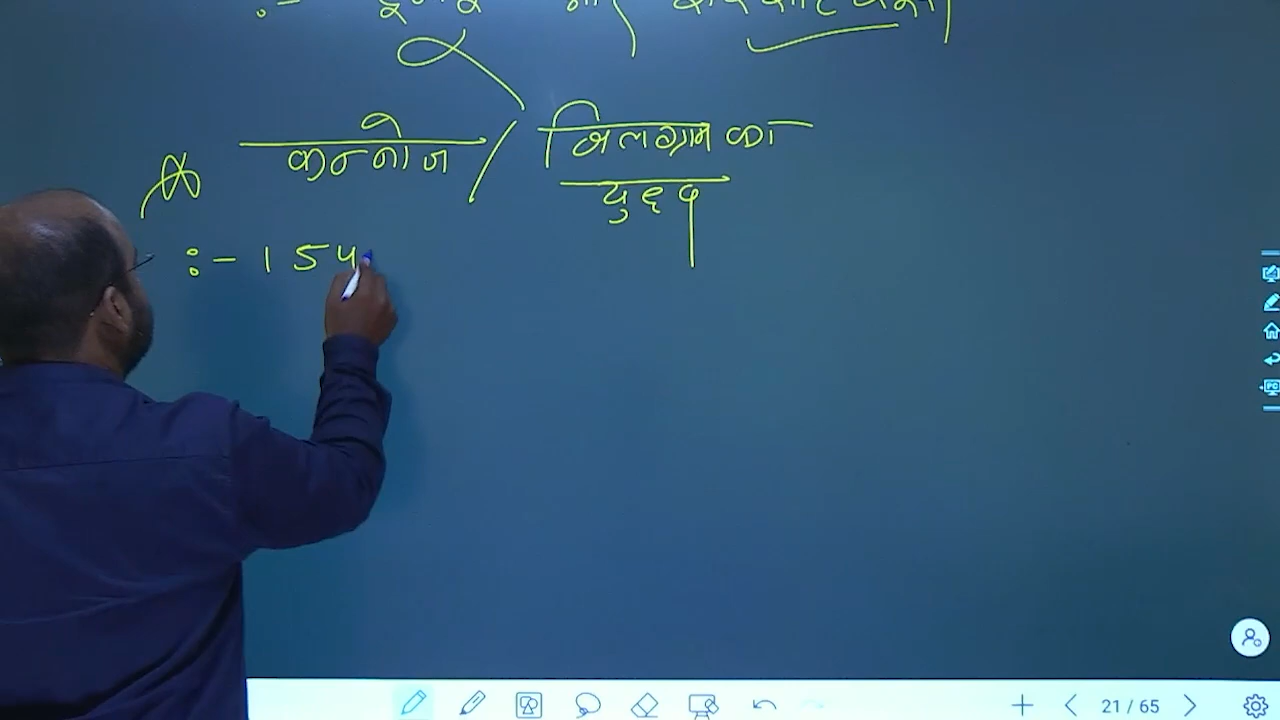 कन्नौज / बिलग्राम का
युध्द
:- 154
21 / 65